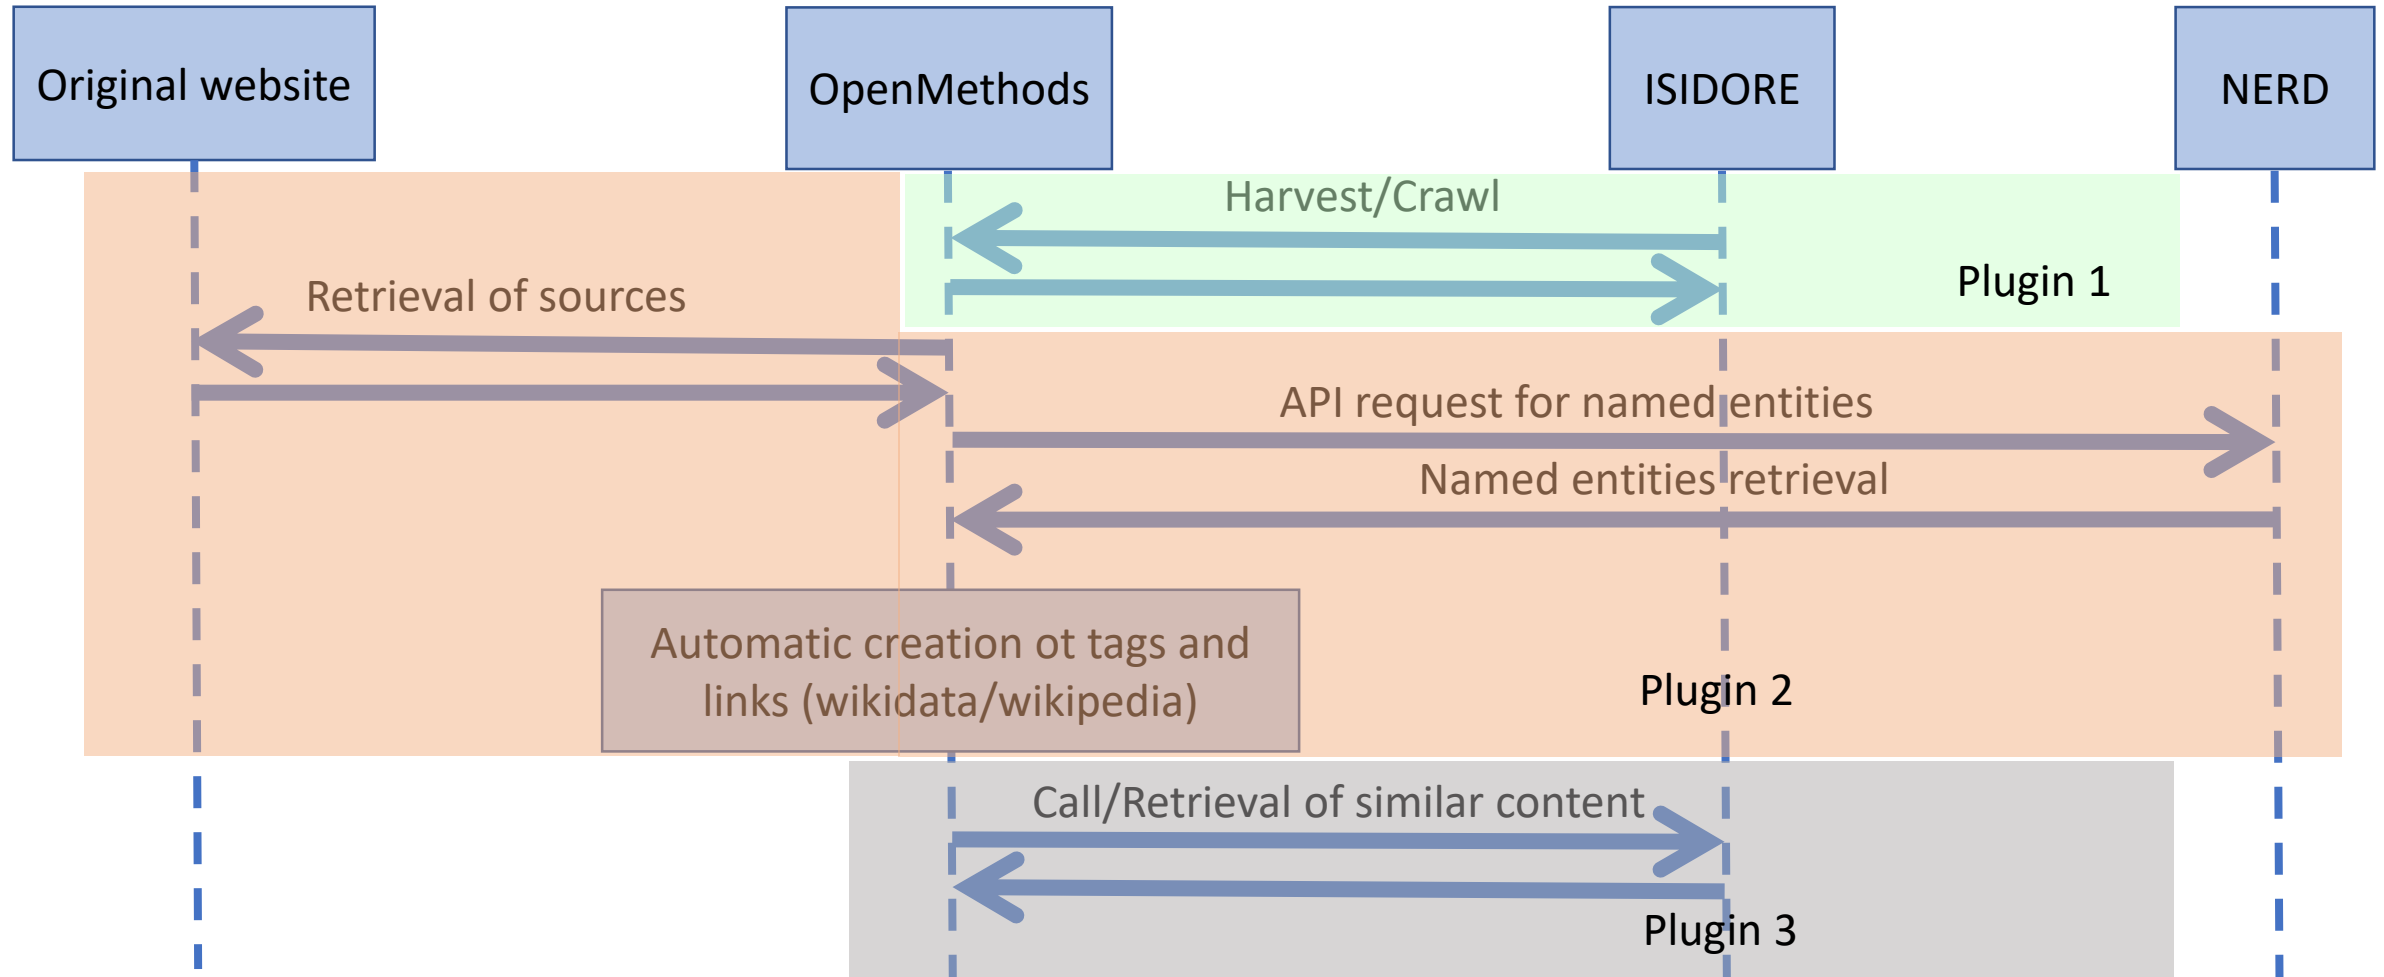 Original website
OpenMethods
ISIDORE
NERD
Harvest/Crawl
Plugin 1
Retrieval of sources
API request for named entities
Named entities retrieval
Automatic creation ot tags and
links (wikidata/wikipedia)
Plugin 2
Call/Retrieval of similar content
Plugin 3